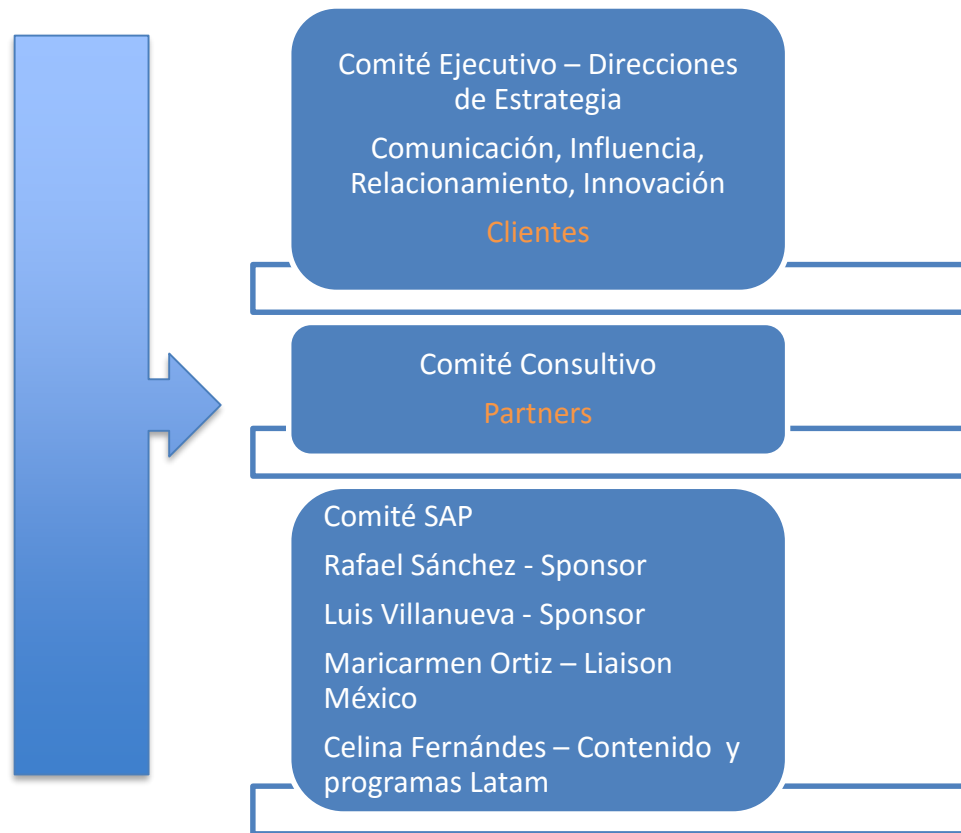 Comité Ejecutivo – Direcciones
de Estrategia
Comunicación, Influencia,
Relacionamiento, Innovación
Clientes
Comité Consultivo
Partners
Comité SAP
Rafael Sánchez - Sponsor
Luis Villanueva - Sponsor
Maricarmen Ortiz – Liaison
México
Celina Fernándes – Contenido y
programas Latam